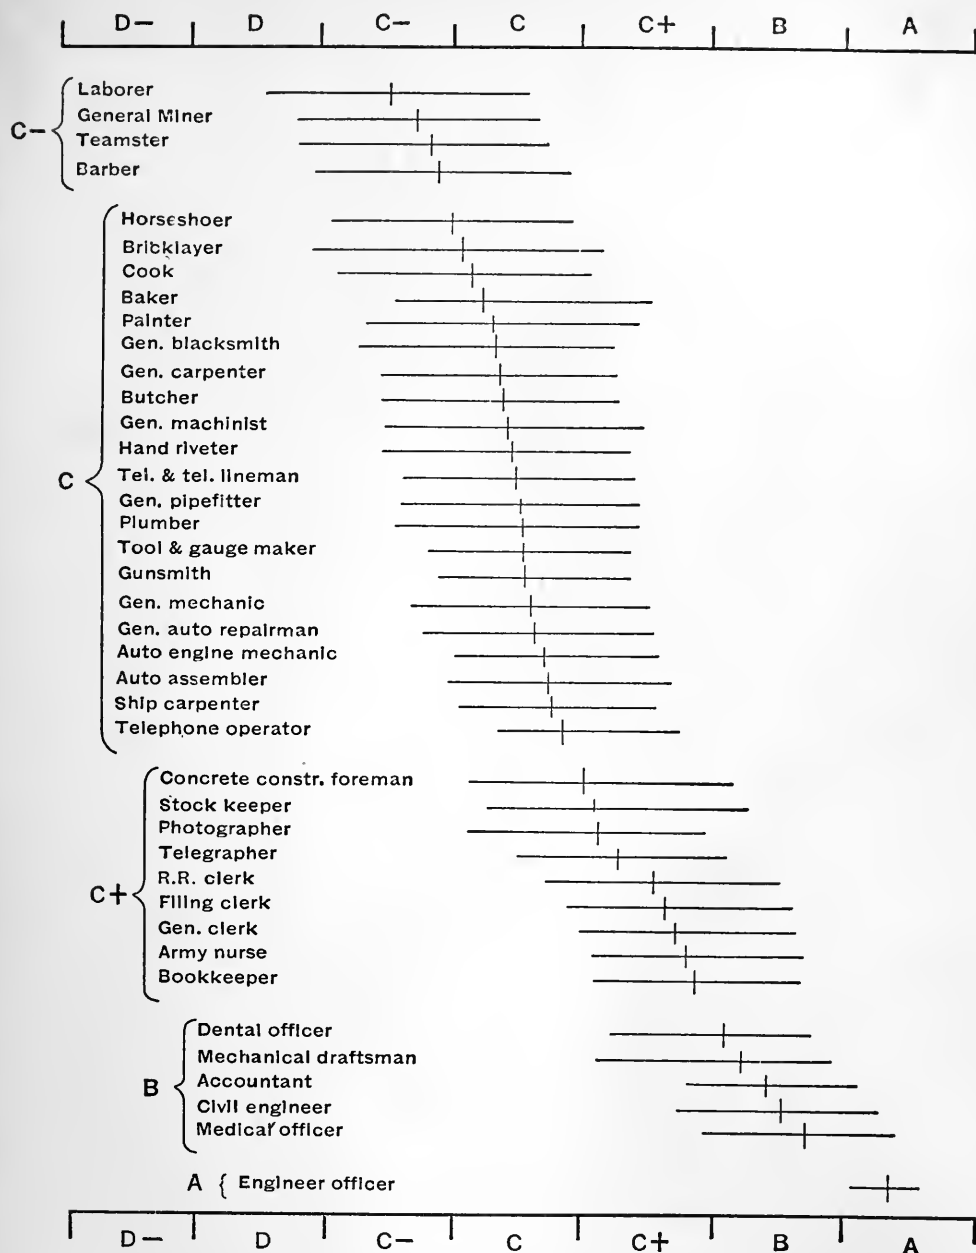 D— D C— C C+ B A
C—
Laborer
General Miner
Teamster
Barber
C
Horseshoer
Bricklayer
Cook
Baker
Painter
Gen. blacksmith
Gen. carpenter
Butcher
Gen. machinist
Hand riveter
Tel. & tel. lineman
Gen. pipefitter
Plumber
Tool & gauge maker
Gunsmith
Gen. mechanic
Gen. auto repairman
Auto engine mechanic
Auto assembler
Ship carpenter
Telephone operator
C+
Concrete constr. foreman
Stock keeper
Photographer
Telegrapher
R.R. clerk
Filing clerk
Gen. clerk
Army nurse
Bookkeeper
B
Dental officer
Mechanical draftsman
Accountant
Civil engineer
Medical officer
A { Engineer officer
D— D C— C C+ B A